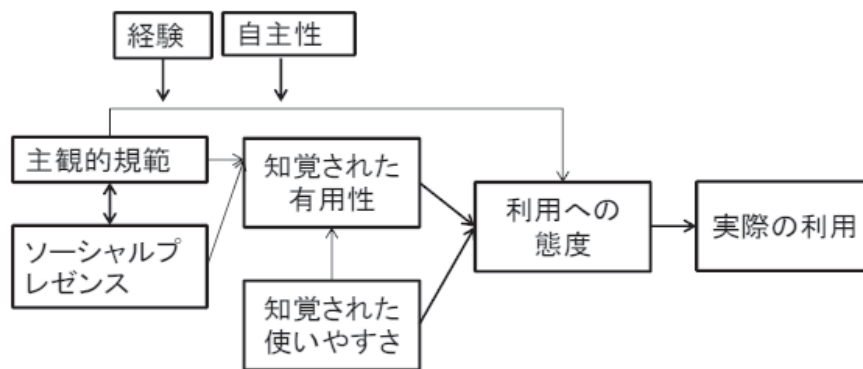 経験
自主性
主観的規範
知覚された
有用性
利用への
態度
実際の利用
ソーシャルプ
レゼンス
知覚された
使いやすさ